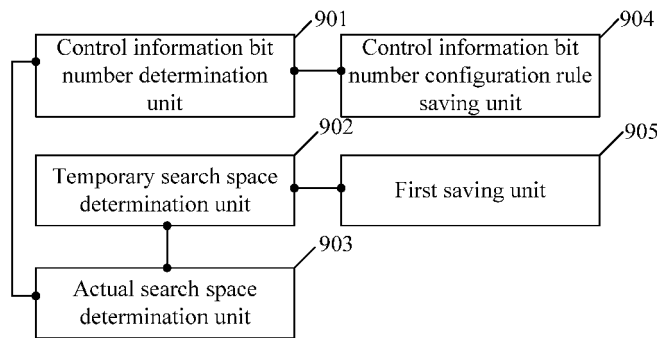 901
Control information bit
number determination
unit
904
Control information bit
number configuration rule
saving unit
902
Temporary search space
determination unit
905
First saving unit
903
Actual search space
determination unit